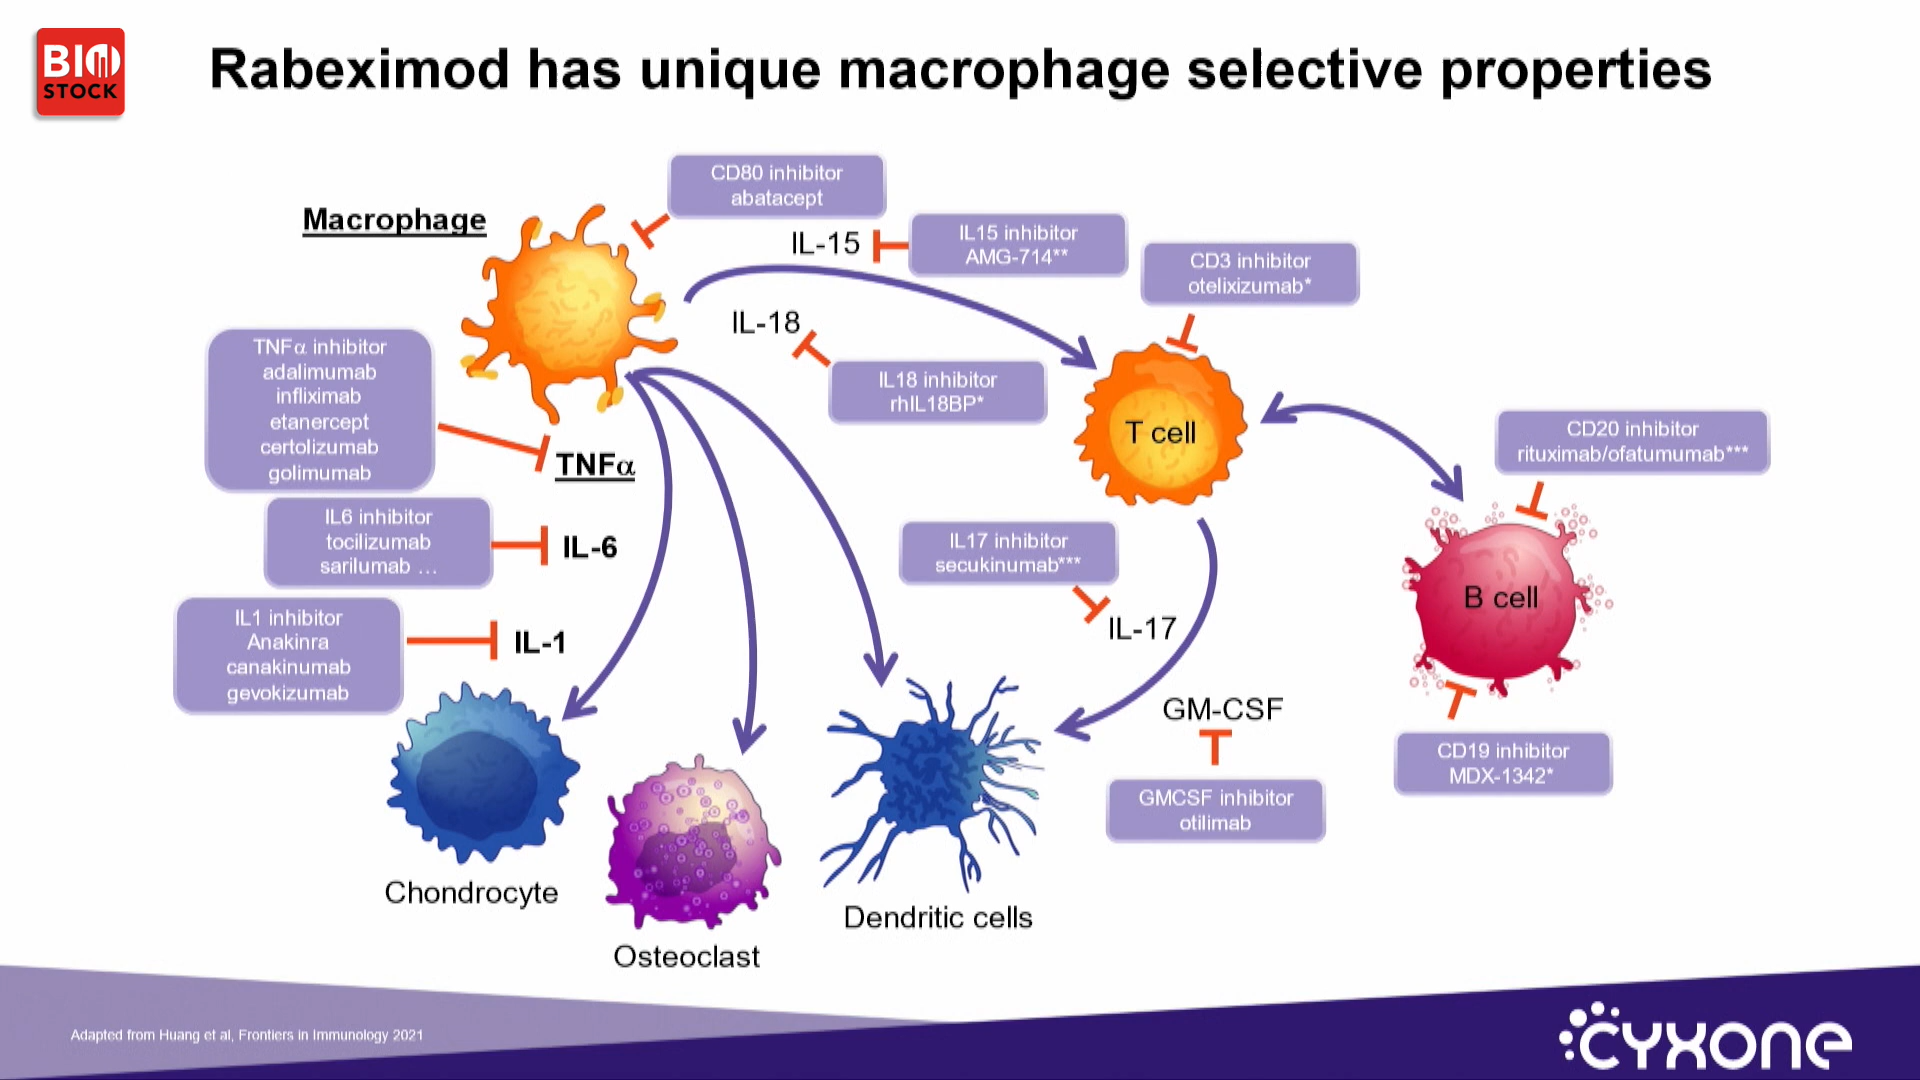 BIO
STOCK
Rabeximod has unique macrophage selective properties
CD80 inhibitor
abatacept
Macrophage
IL-15
IL15 inhibitor
AMG-714**
CD3 inhibitor
otelixizumab*
IL-18
IL18 inhibitor
rhIL18BP*
TNFα inhibitor
adalimumab
infliximab
etanercept
certolizumab
golimumab
TNFα
T cell
CD20 inhibitor
rituximab/ofatumumab***
IL6 inhibitor
tocilizumab
sarilumab ...
IL-6
IL17 inhibitor
secukinumab***
IL-17
B cell
IL1 inhibitor
Anakinra
canakinumab
gevokizumab
IL-1
GM-CSF
GMCSF inhibitor
otilimab
CD19 inhibitor
MDX-1342*
Chondrocyte
Osteoclast
Dendritic cells
Adapted from Huang et al, Frontiers in Immunology 2021
cyxone